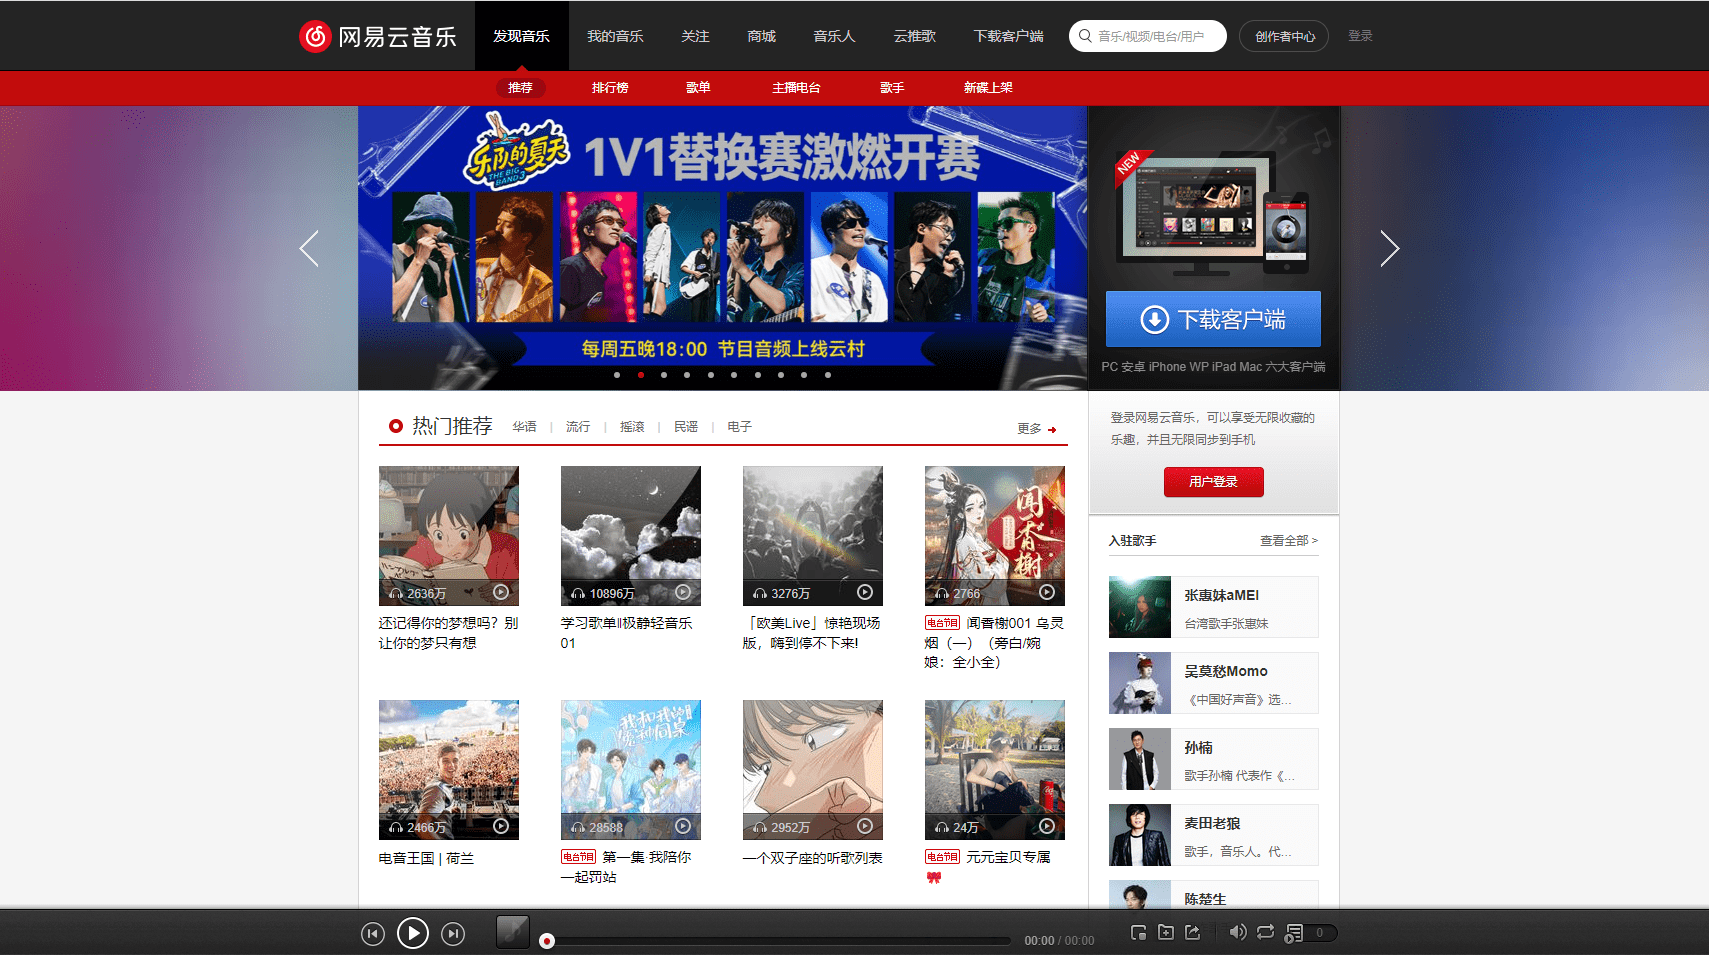 网易云音乐
发现音乐
我的音乐
关注
商城
音乐人
云推歌
下载客户端
音乐/视频/电台/用户
创作者中心
登录
推荐
排行榜
歌单
主播电台
歌手
新碟上架
乐队的夏天
THE BIG BAND 3
1V1替换赛激燃开赛
每周五晚18:00 节目音频上线云村
NEW
下载客户端
PC 安卓 iPhone WP iPad Mac 六大客户端
热门推荐
华语 | 流行 | 摇滚 | 民谣 | 电子
更多
登录网易云音乐，可以享受无限收藏的
乐趣，并且无限同步到手机
用户登录
2636万
10896万
3276万
闻香榭
2766
还记得你的梦想吗？别
让你的梦只有想
学习歌单‖极静轻音乐
01
「欧美Live」惊艳现场
版，嗨到停不下来!
电台节目 闻香榭001 乌灵
烟（一）（旁白/婉
娘：全小全）
2466万
我和我的
28588
2952万
24万
电音王国 | 荷兰
电台节目 第一集·我陪你
一起罚站
一个双子座的听歌列表
电台节目 元元宝贝专属
入驻歌手
查看全部 >
张惠妹aMEI
台湾歌手张惠妹
吴莫愁Momo
《中国好声音》选...
孙楠
歌手孙楠 代表作《...
麦田老狼
歌手，音乐人。代...
陈楚生
00:00 / 00:00
0